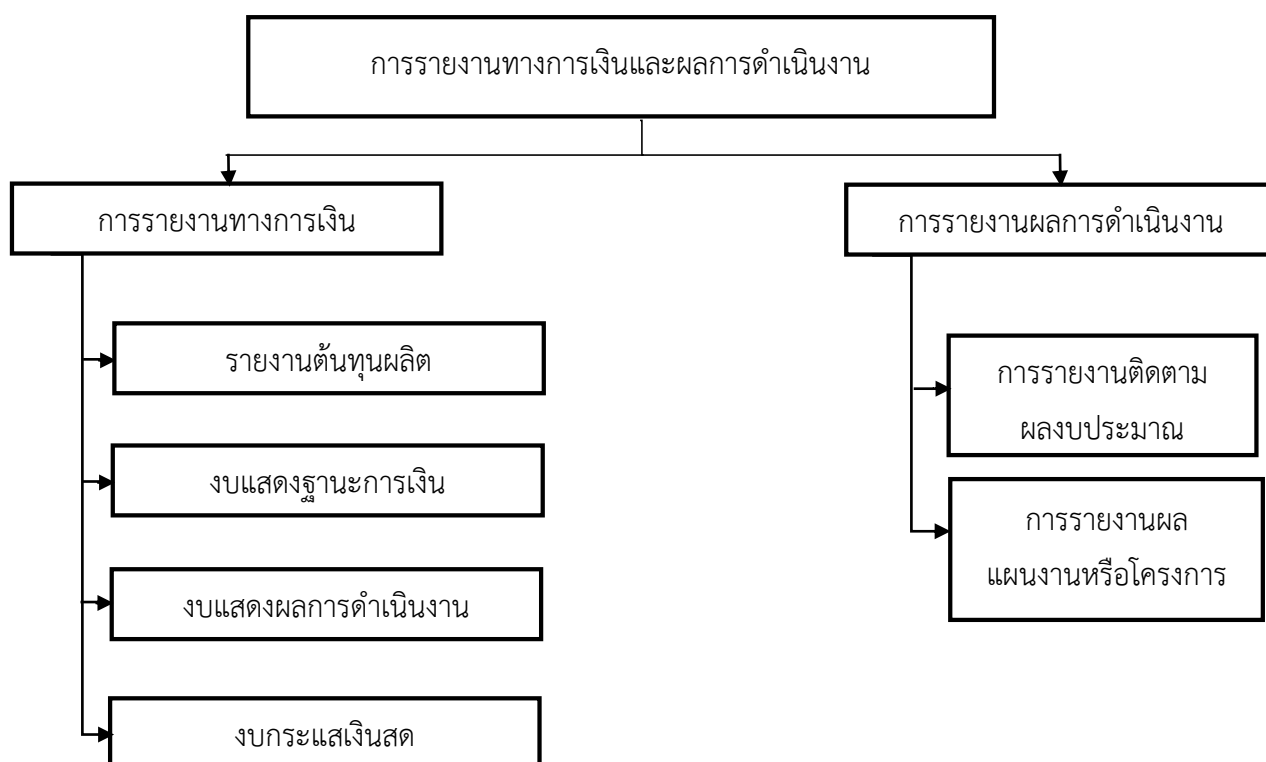 การรายงานทางการเงินและผลการดำเนินงาน
การรายงานทางการเงิน
รายงานต้นทุนผลิต
งบแสดงฐานะการเงิน
งบแสดงผลการดำเนินงาน
งบกระแสเงินสด
การรายงานผลการดำเนินงาน
การรายงานติดตาม
ผลงบประมาณ
การรายงานผล
แผนงานหรือโครงการ